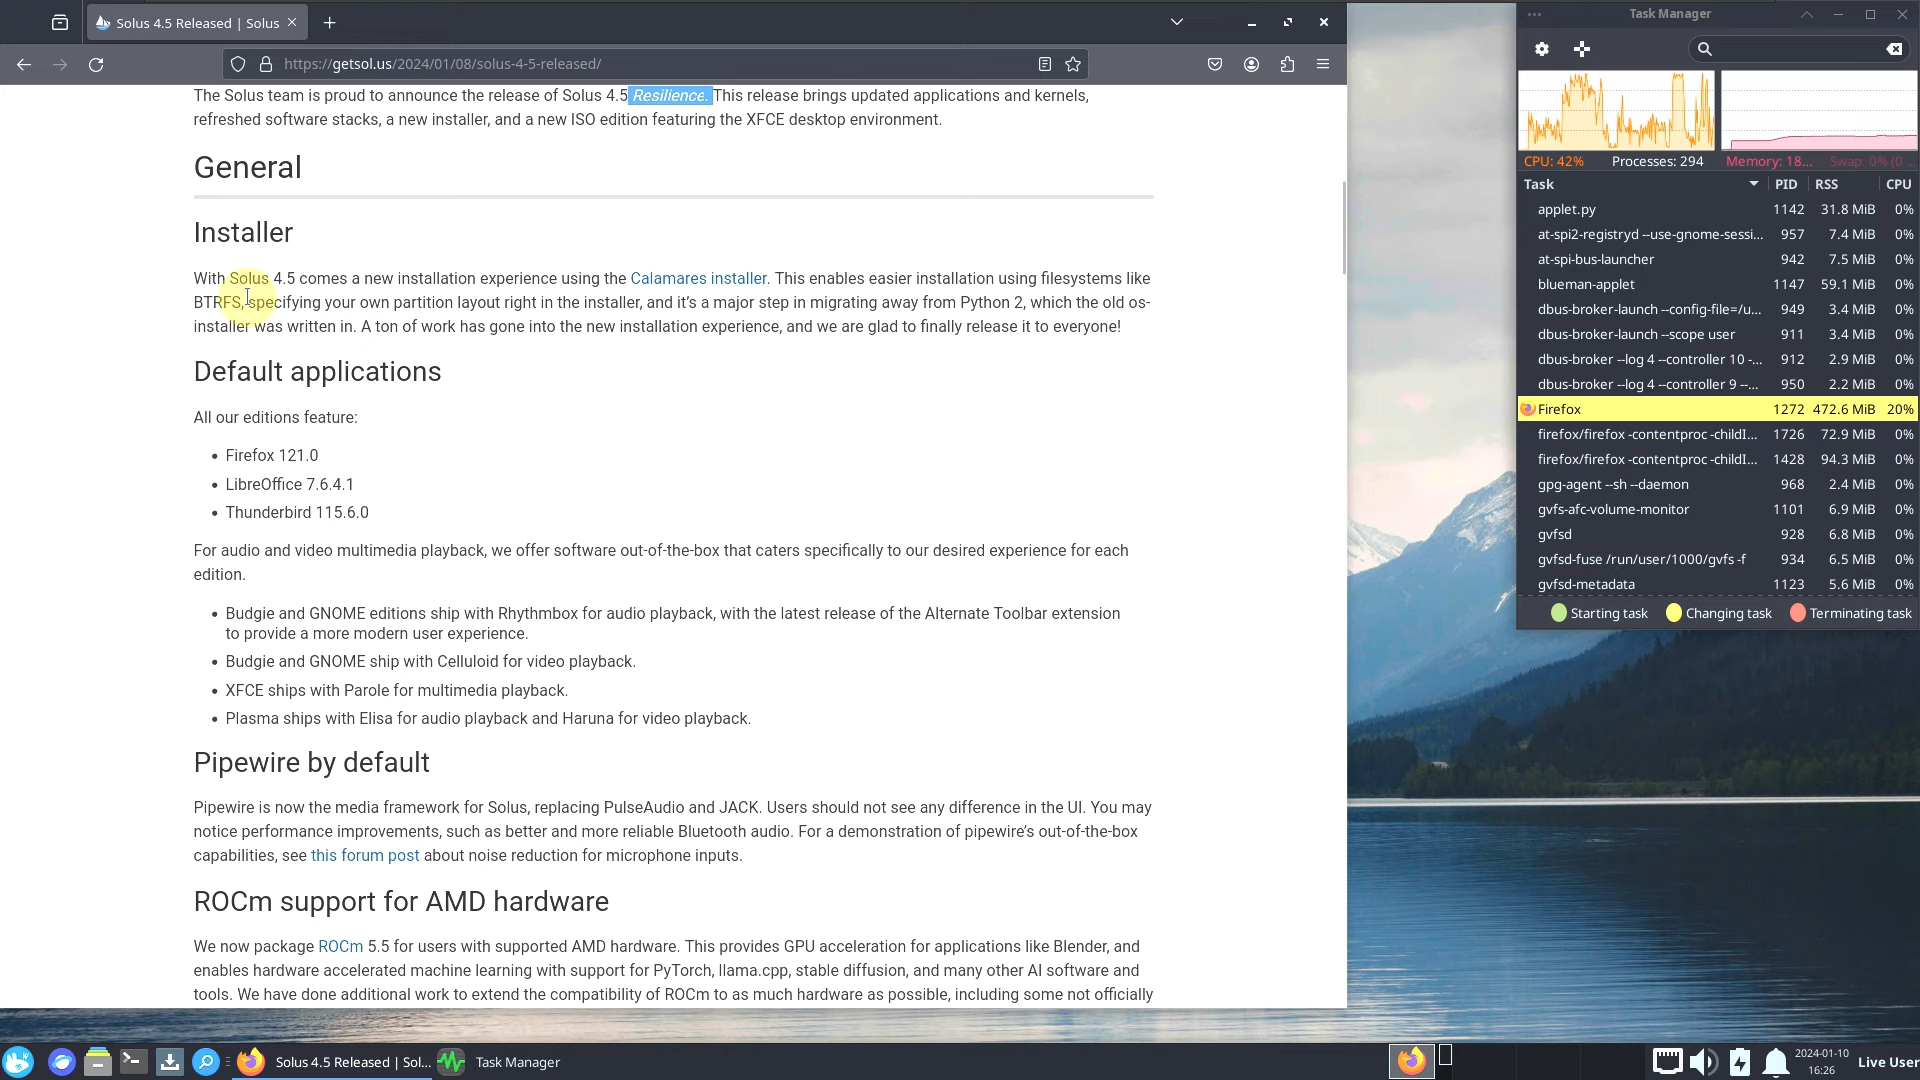 Solus 4.5 Released | Solus
https://getsol.us/2024/01/08/solus-4-5-released/
The Solus team is proud to announce the release of Solus 4.5 Resilience. This release brings updated applications and kernels,
refreshed software stacks, a new installer, and a new ISO edition featuring the XFCE desktop environment.
General
Installer
With Solus 4.5 comes a new installation experience using the Calamares installer. This enables easier installation using filesystems like
BTRFS, specifying your own partition layout right in the installer, and it's a major step in migrating away from Python 2, which the old os-
installer was written in. A ton of work has gone into the new installation experience, and we are glad to finally release it to everyone!
Default applications
All our editions feature:
• Firefox 121.0
• LibreOffice 7.6.4.1
• Thunderbird 115.6.0
For audio and video multimedia playback, we offer software out-of-the-box that caters specifically to our desired experience for each
edition.
• Budgie and GNOME editions ship with Rhythmbox for audio playback, with the latest release of the Alternate Toolbar extension
to provide a more modern user experience.
• Budgie and GNOME ship with Celluloid for video playback.
• XFCE ships with Parole for multimedia playback.
• Plasma ships with Elisa for audio playback and Haruna for video playback.
Pipewire by default
Pipewire is now the media framework for Solus, replacing PulseAudio and JACK. Users should not see any difference in the UI. You may
notice performance improvements, such as better and more reliable Bluetooth audio. For a demonstration of pipewire's out-of-the-box
capabilities, see this forum post about noise reduction for microphone inputs.
ROCm support for AMD hardware
We now package ROCm 5.5 for users with supported AMD hardware. This provides GPU acceleration for applications like Blender, and
enables hardware accelerated machine learning with support for PyTorch, llama.cpp, stable diffusion, and many other AI software and
tools. We have done additional work to extend the compatibility of ROCm to as much hardware as possible, including some not officially
Task Manager
CPU: 42% Processes: 294 Memory: 18... Swap: 0% (0 ...
Task PID RSS CPU
applet.py 1142 31.8 MiB 0%
at-spi2-registryd --use-gnome-sessi... 957 7.4 MiB 0%
at-spi-bus-launcher 942 7.5 MiB 0%
blueman-applet 1147 59.1 MiB 0%
dbus-broker-launch --config-file=/u... 949 3.4 MiB 0%
dbus-broker-launch --scope user 911 3.4 MiB 0%
dbus-broker --log 4 --controller 10 -... 912 2.9 MiB 0%
dbus-broker --log 4 --controller 9 --... 950 2.2 MiB 0%
Firefox 1272 472.6 MiB 20%
firefox/firefox -contentproc -childI... 1726 72.9 MiB 0%
firefox/firefox -contentproc -childI... 1428 94.3 MiB 0%
gpg-agent --sh --daemon 968 2.4 MiB 0%
gvfs-afc-volume-monitor 1101 6.9 MiB 0%
gvfsd 928 6.8 MiB 0%
gvfsd-fuse /run/user/1000/gvfs -f 934 6.5 MiB 0%
gvfsd-metadata 1123 5.6 MiB 0%
Starting task Changing task Terminating task
Solus 4.5 Released | Sol... Task Manager
2024-01-10
16:26
Live User